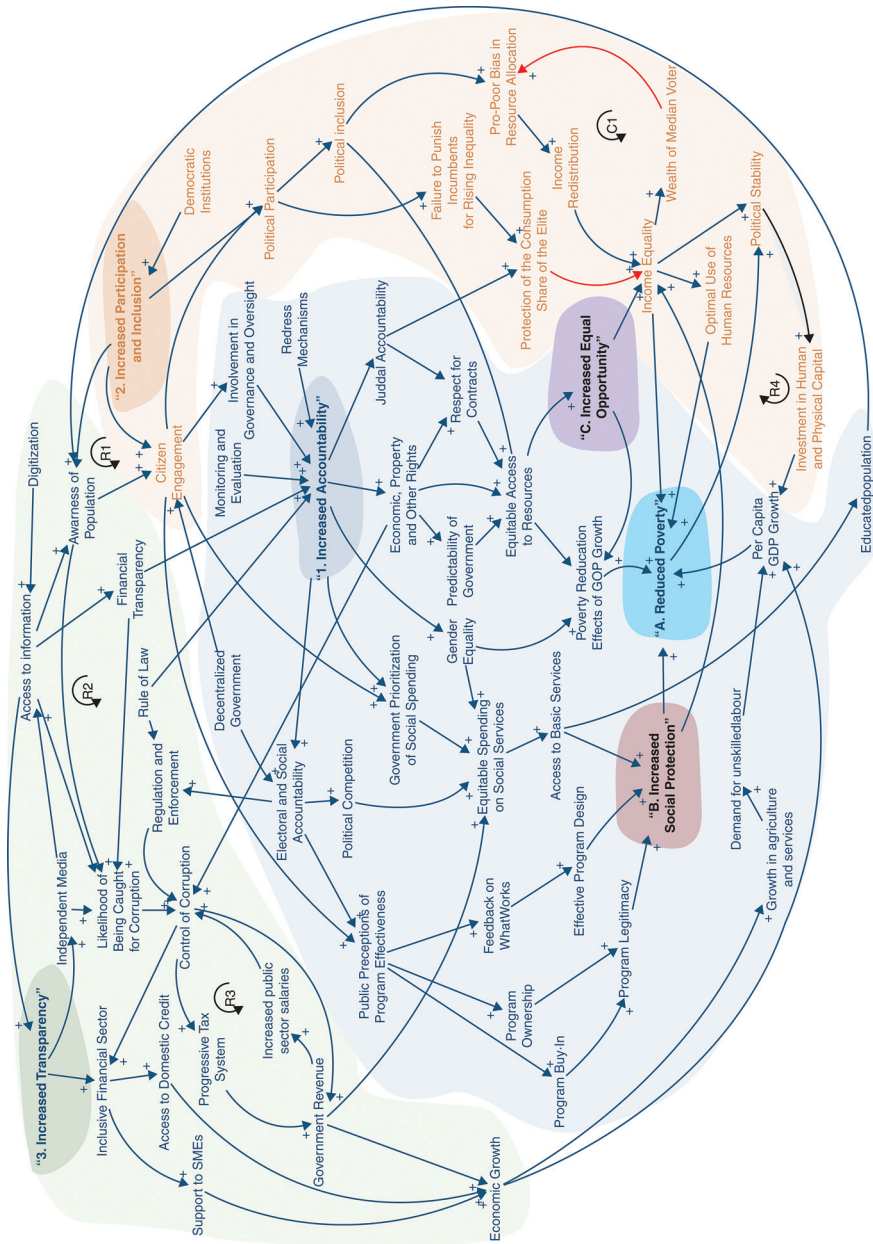 "3. Increased Transparency"
Independent Media
Access to information
Digitization
"2. Increased Participation
and Inclusion"
Democratic
Institutions
Awarness of
Population
R1
R2
Citizen
Engagement
Political Participation
Political inclusion
Inclusive Financial Sector
Likelihood of
Being Caught
for Corruption
Financial
Transparency
Rule of Law
Regulation and
Enforcement
Control of Corruption
Access to Domestic Credit
Support to SMEs
Progressive Tax
System
R3
Increased public
sector salaries
Government Revenue
Economic Growth
Decentralized
Government
Monitoring and
Evaluation
Involvement in
Governance and Oversight
Redress
Mechanisms
"1. Increased Accountability"
Juddal Accountability
Failure to Punish
Incumbents
for Rising Inequality
Pro-Poor Bias in
Resource Allocation
Electoral and Social
Accountability
Political Competition
Government Prioritization
of Social Spending
Economic, Property
and Other Rights
Respect for
Contracts
Predictability of
Government
Gender
Equality
Equitable Access
to Resources
Protection of the Consumption
Share of the Elite
Income
Redistribution
C1
Public Preceptions of
Program Effectiveness
Feedback on
WhatWorks
Program
Ownership
Program Buy-In
Program Legitimacy
Effective Program Design
Equitable Spending
on Social Services
Access to Basic Services
Poverty Reducation
Effects of GOP Growth
"C. Increased Equal
Opportunity"
Income Equality
Wealth of Median Voter
"B. Increased
Social Protection"
"A. Reduced Poverty"
Optimal Use of
Human Resources
Political Stability
Demand for unskilledlabour
Growth in agriculture
and services
Per Capita
GDP Growth
Investment in Human
and Physical Capital
R4
Educatedpopulation